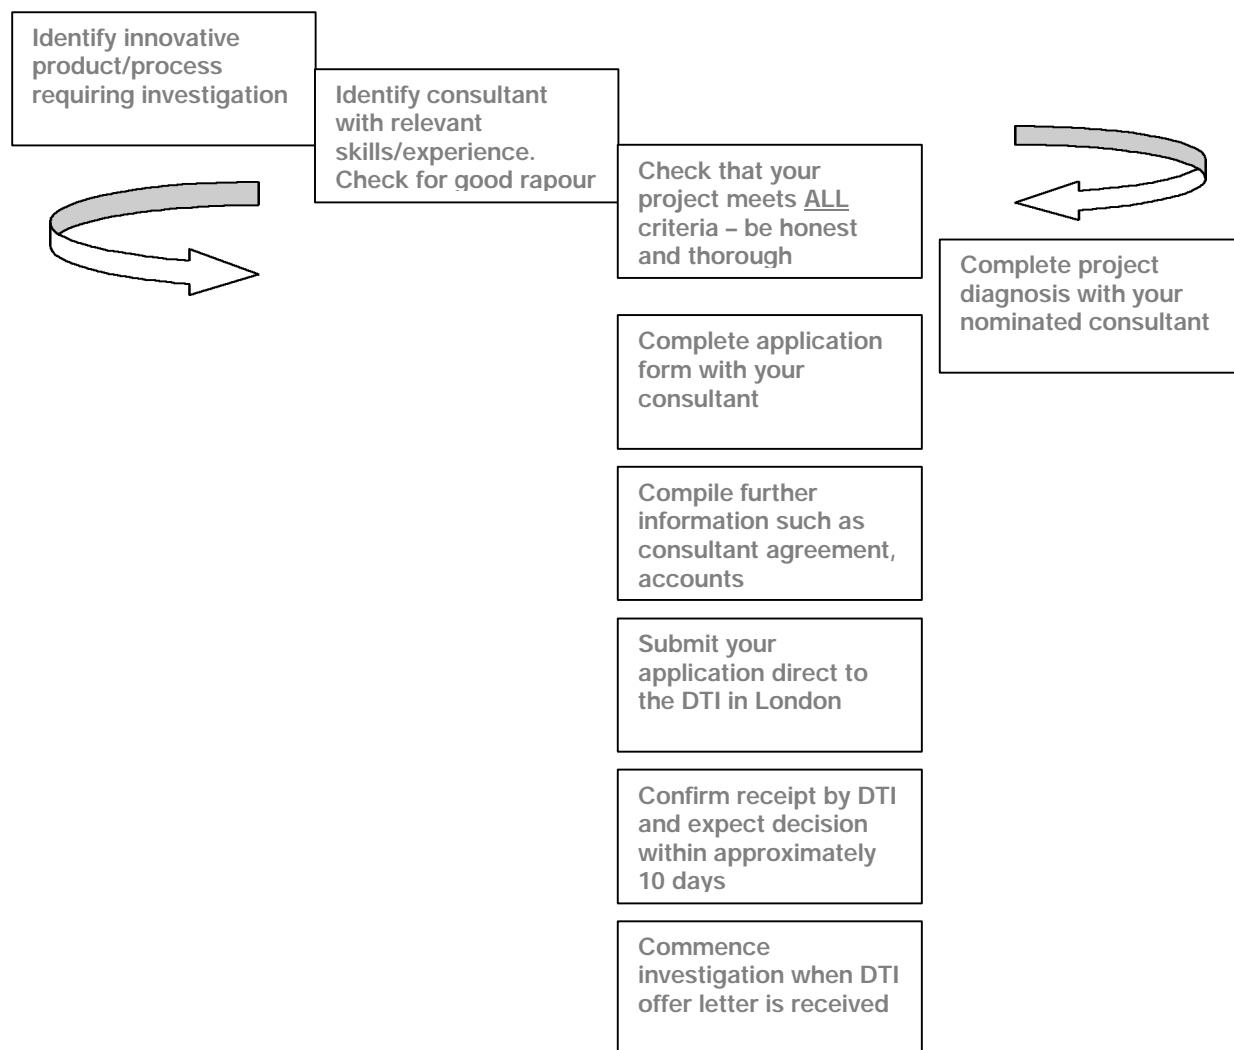 Identify innovative
product/process
requiring investigation
Identify consultant
with relevant
skills/experience.
Check for good rapour
Check that your
project meets ALL
criteria – be honest
and thorough
Complete project
diagnosis with your
nominated consultant
Complete application
form with your
consultant
Compile further
information such as
consultant agreement,
accounts
Submit your
application direct to
the DTI in London
Confirm receipt by DTI
and expect decision
within approximately
10 days
Commence
investigation when DTI
offer letter is received